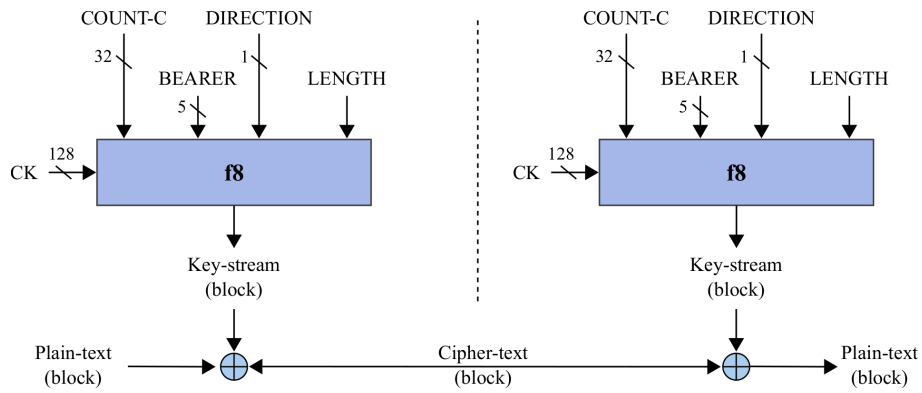 COUNT-C DIRECTION
32 1
BEARER LENGTH
5
CK 128
f8
Key-stream
(block)
COUNT-C DIRECTION
32 1
BEARER LENGTH
5
CK 128
f8
Key-stream
(block)
Plain-text
(block)
Cipher-text
(block)
Plain-text
(block)